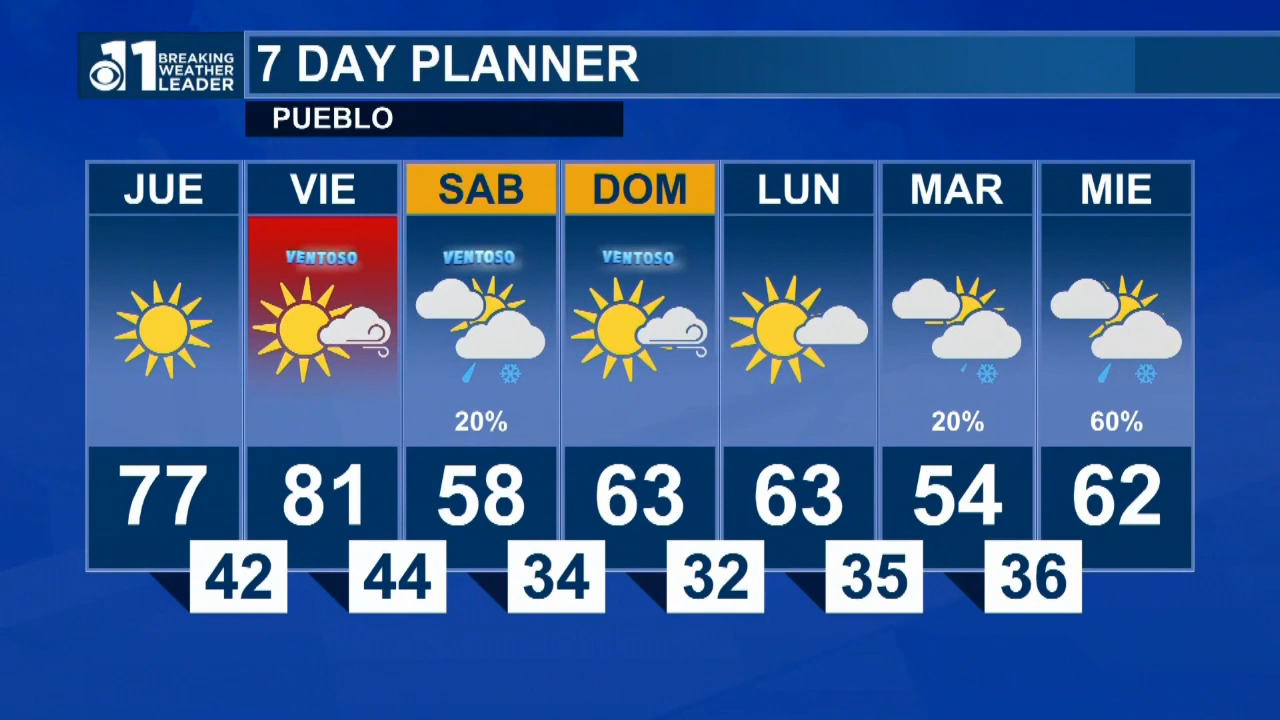 11 BREAKING
WEATHER
LEADER
7 DAY PLANNER
PUEBLO
JUE VIE SAB DOM LUN MAR MIE
VENTOSO VENTOSO VENTOSO
20% 20% 60%
77 81 58 63 63 54 62
42 44 34 32 35 36